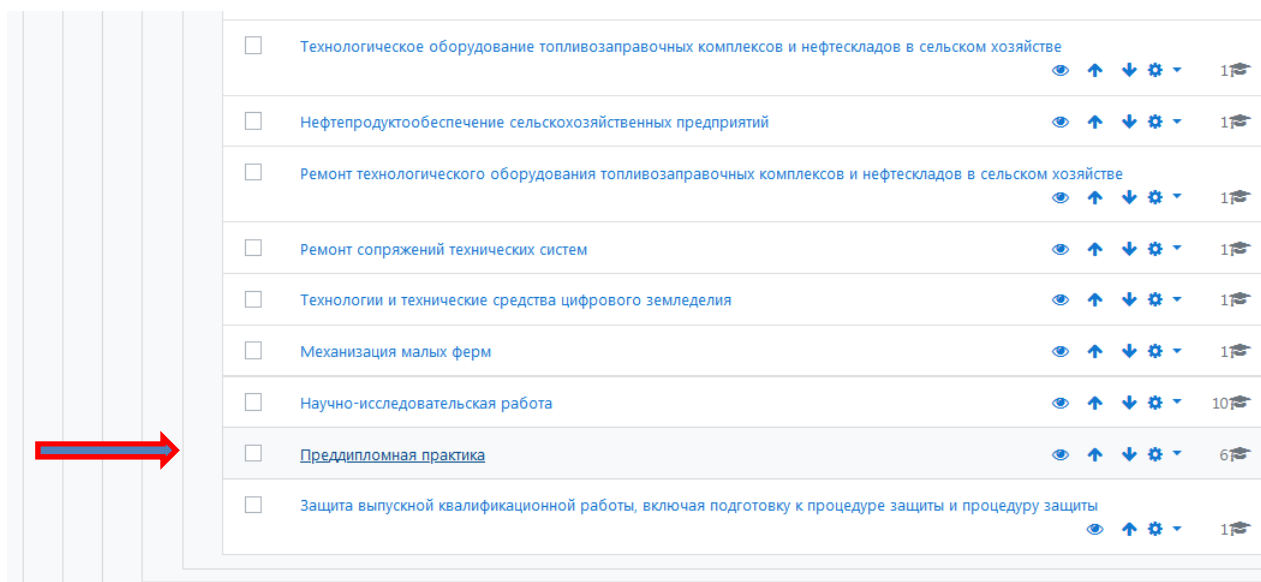 Технологическое оборудование топливозаправочных комплексов и нефтескладов в сельском хозяйстве
1
Нефтепродуктообеспечение сельскохозяйственных предприятий 1
Ремонт технологического оборудования топливозаправочных комплексов и нефтескладов в сельском хозяйстве
1
Ремонт сопряжений технических систем 1
Технологии и технические средства цифрового земледелия 1
Механизация малых ферм 1
Научно-исследовательская работа 10
Преддипломная практика 6
Защита выпускной квалификационной работы, включая подготовку к процедуре защиты и процедуру защиты
1